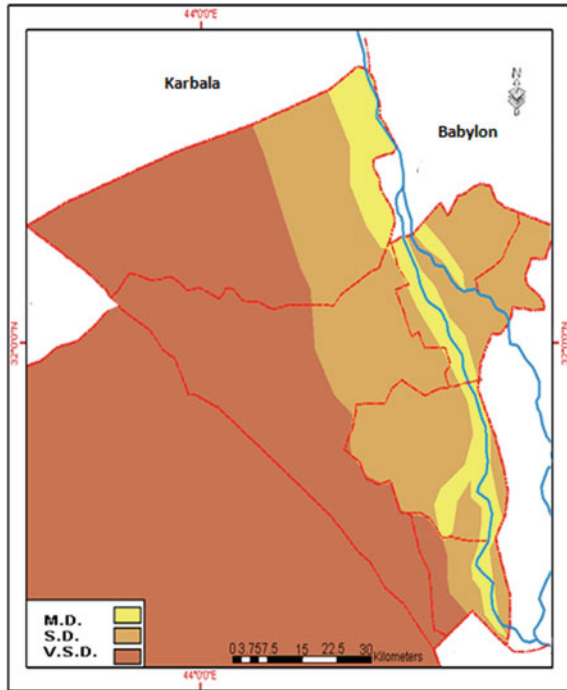 44°0'0"E
Karbala
N
Babylon
32°0'0"N
32°0'0"N
M.D.
S.D.
V.S.D.
0 3.757.5 15 22.5 30
Kilometers
44°0'0"E